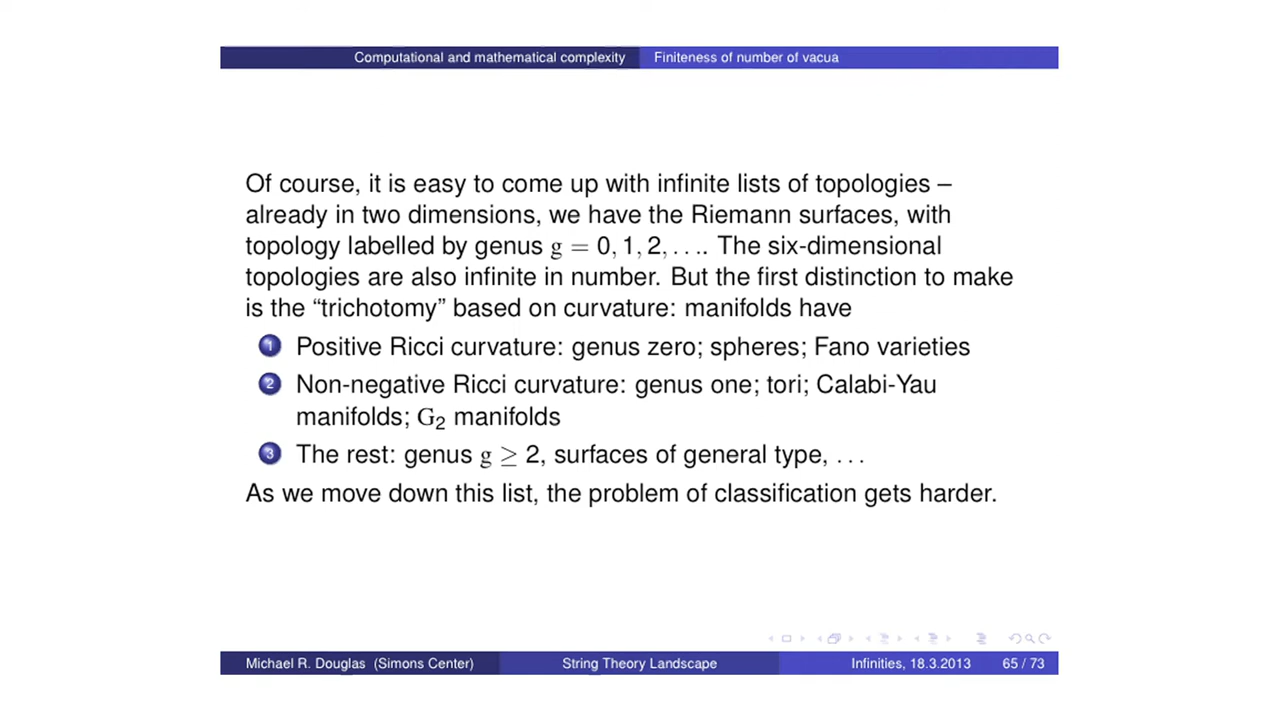 Computational and mathematical complexity Finiteness of number of vacua
Of course, it is easy to come up with infinite lists of topologies –
already in two dimensions, we have the Riemann surfaces, with
topology labelled by genus g = 0, 1, 2, . . .. The six-dimensional
topologies are also infinite in number. But the first distinction to make
is the “trichotomy” based on curvature: manifolds have
1 Positive Ricci curvature: genus zero; spheres; Fano varieties
2 Non-negative Ricci curvature: genus one; tori; Calabi-Yau
manifolds; G₂ manifolds
3 The rest: genus g ≥ 2, surfaces of general type, . . .
As we move down this list, the problem of classification gets harder.
Michael R. Douglas (Simons Center) String Theory Landscape Infinities, 18.3.2013 65 / 73